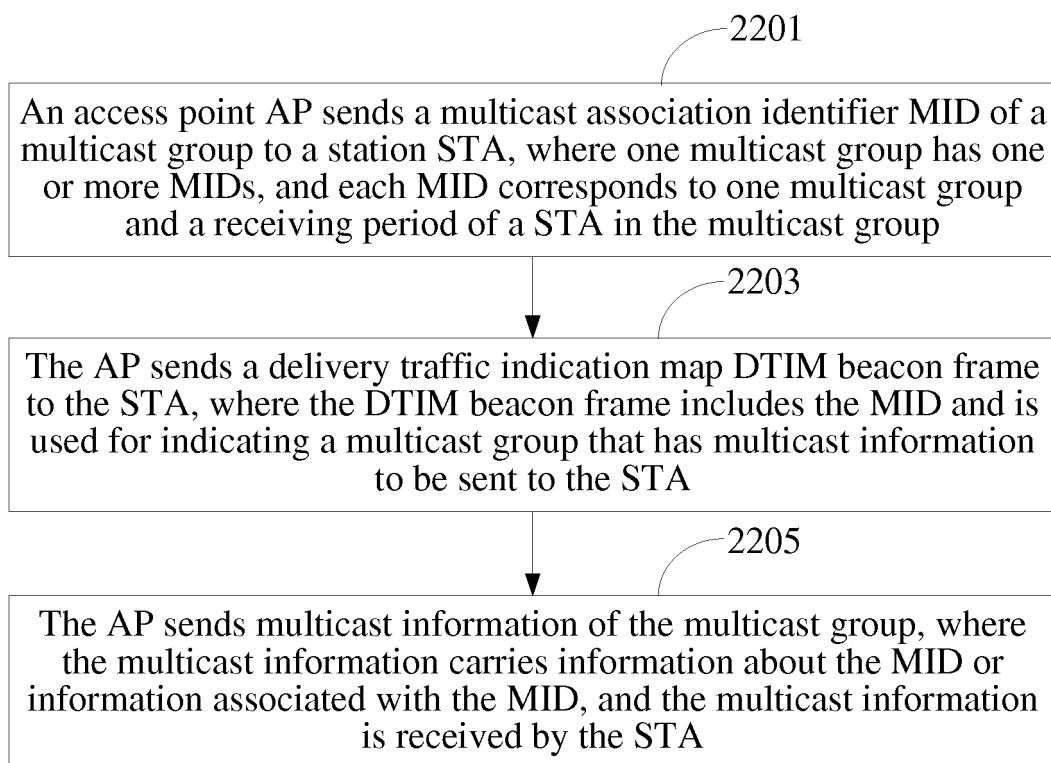 2201
An access point AP sends a multicast association identifier MID of a
multicast group to a station STA, where one multicast group has one
or more MIDs, and each MID corresponds to one multicast group
and a receiving period of a STA in the multicast group
2203
The AP sends a delivery traffic indication map DTIM beacon frame
to the STA, where the DTIM beacon frame includes the MID and is
used for indicating a multicast group that has multicast information
to be sent to the STA
2205
The AP sends multicast information of the multicast group, where
the multicast information carries information about the MID or
information associated with the MID, and the multicast information
is received by the STA